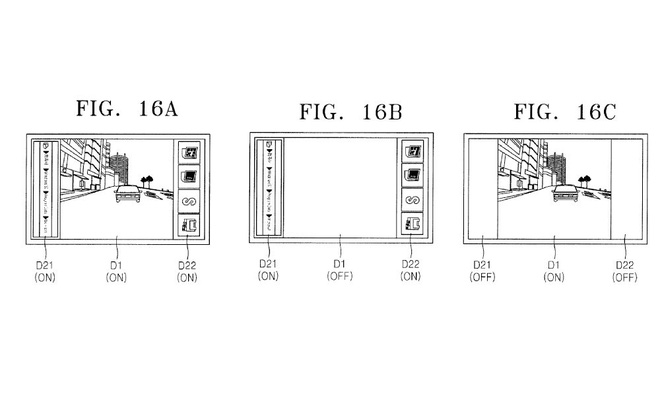 FIG. 16A
FIG. 16B
FIG. 16C
D21
(ON)
D1
(ON)
D22
(ON)
D21
(ON)
D1
(OFF)
D22
(ON)
D21
(OFF)
D1
(ON)
D22
(OFF)